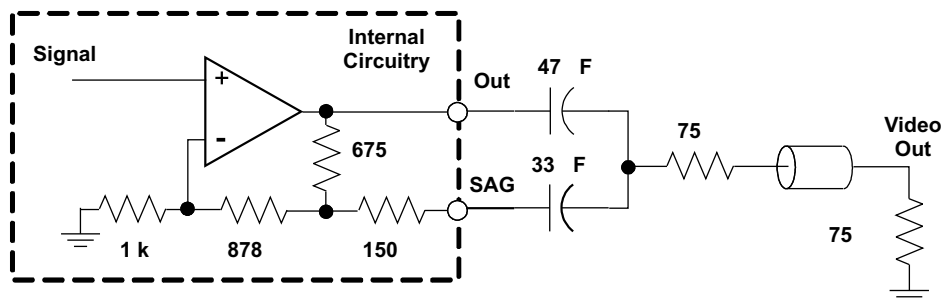 Internal
Circuitry
Signal
+
-
Out
47 F
675
33 F
SAG
75
Video
Out
1 k
878
150
75